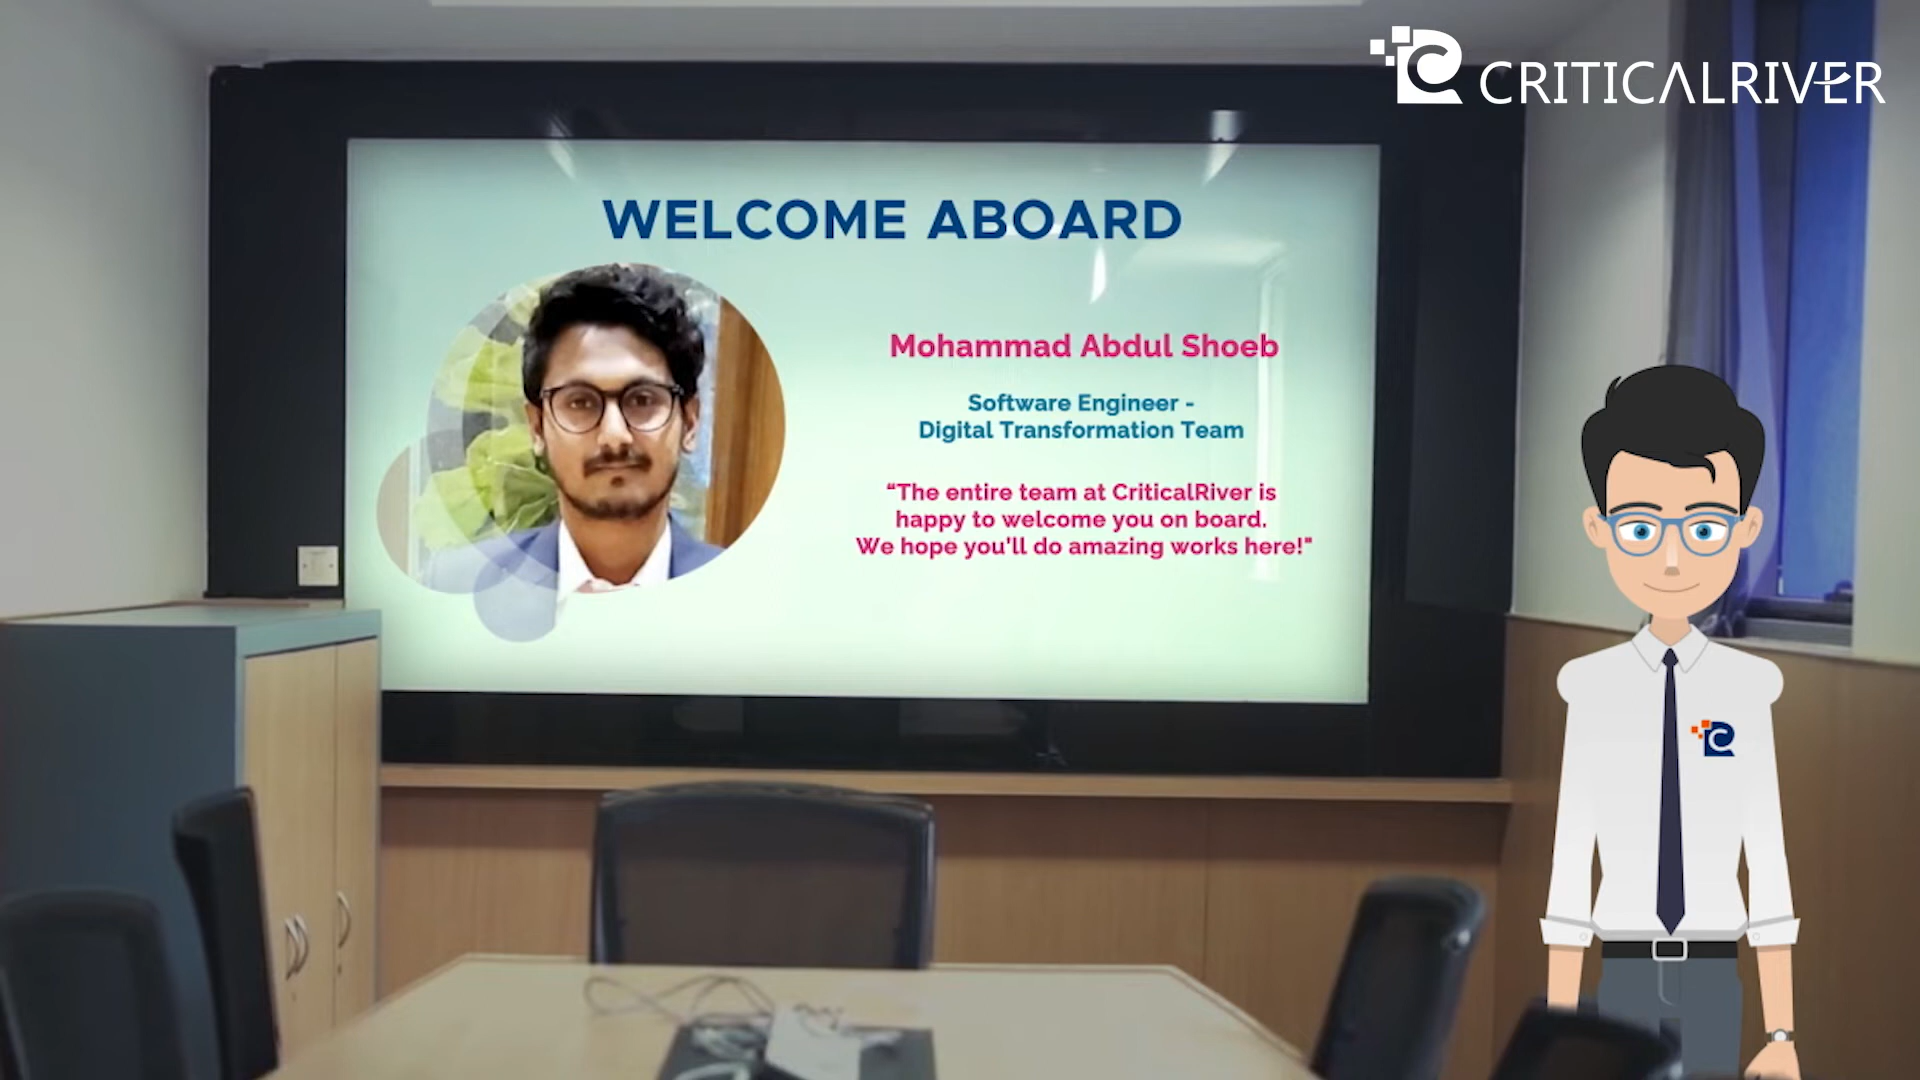 CRITICALRIVER
WELCOME ABOARD
Mohammad Abdul Shoeb
Software Engineer -
Digital Transformation Team
“The entire team at CriticalRiver is
happy to welcome you on board.
We hope you'll do amazing works here!"